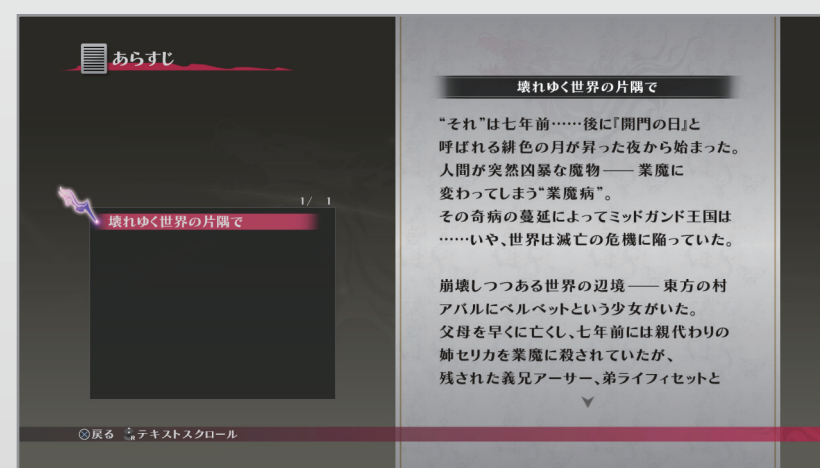 あらすじ
1/ 1
壊れゆく世界の片隅で
壊れゆく世界の片隅で
“それ”は七年前……後に『開門の日』と
呼ばれる緋色の月が昇った夜から始まった。
人間が突然凶暴な魔物―― 業魔に
変わってしまう“業魔病”。
その奇病の蔓延によってミッドガンド王国は
……いや、世界は滅亡の危機に陥っていた。
崩壊しつつある世界の辺境―― 東方の村
アバルにベルベットという少女がいた。
父母を早くに亡くし、七年前には親代わりの
姉セリカを業魔に殺されていたが、
残された義兄アーサー、弟ライフィセットと
戻る R テキストスクロール